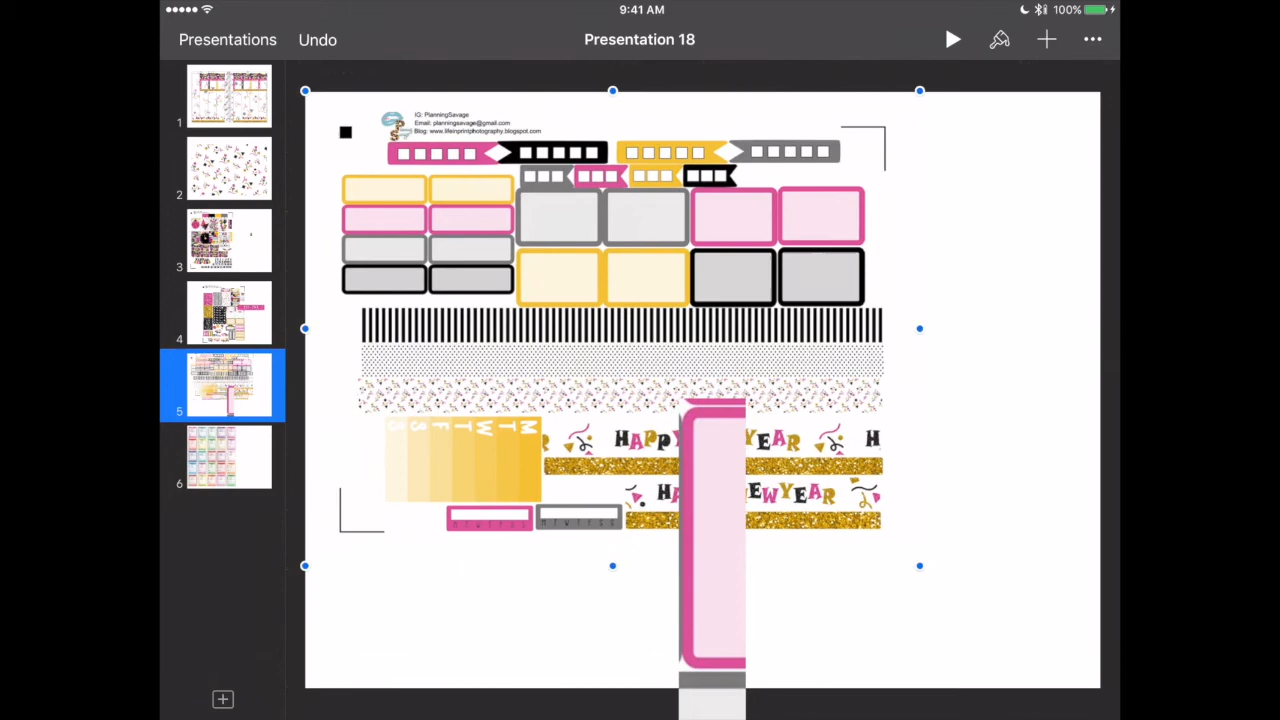 9:41 AM
100%
Presentations
Undo
Presentation 18
IG: PlanningSavage
Email: planningsavage@gmail.com
Blog: www.lifeinprintphotography.blogspot.com
1
2
3
4
5
6
S S F T W T M
HAPPY YEAR H
HA EWYEAR
M T W T F S S
M T W T F S S